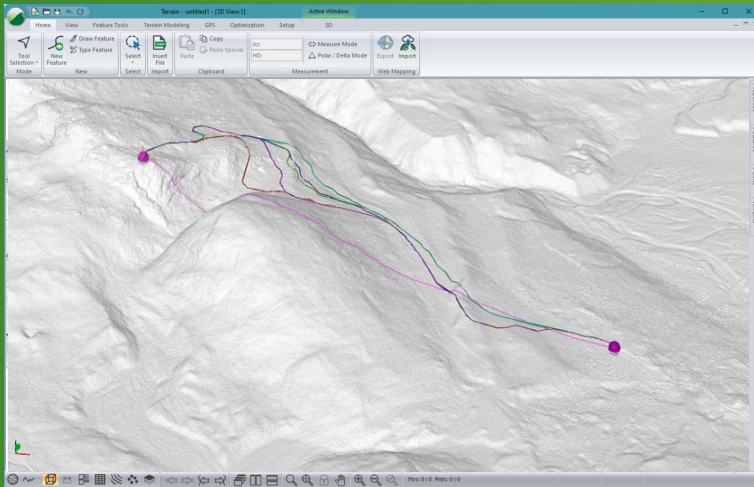 Terrain - untitled1 - [3D View:1]
Active Window
Home View Feature Tools Terrain Modeling GPS Optimization Setup 3D
Tool
Selection
Mode
New
Feature
Draw Feature
Type Feature
New
Select
Select
Insert
File
Import
Paste
Copy
Paste Special
Clipboard
Az:
HD:
Measure Mode
Polar / Delta Mode
Measurement
Export Import
Web Mapping
Ftrs: 0 | 0 Pnts: 0 | 0